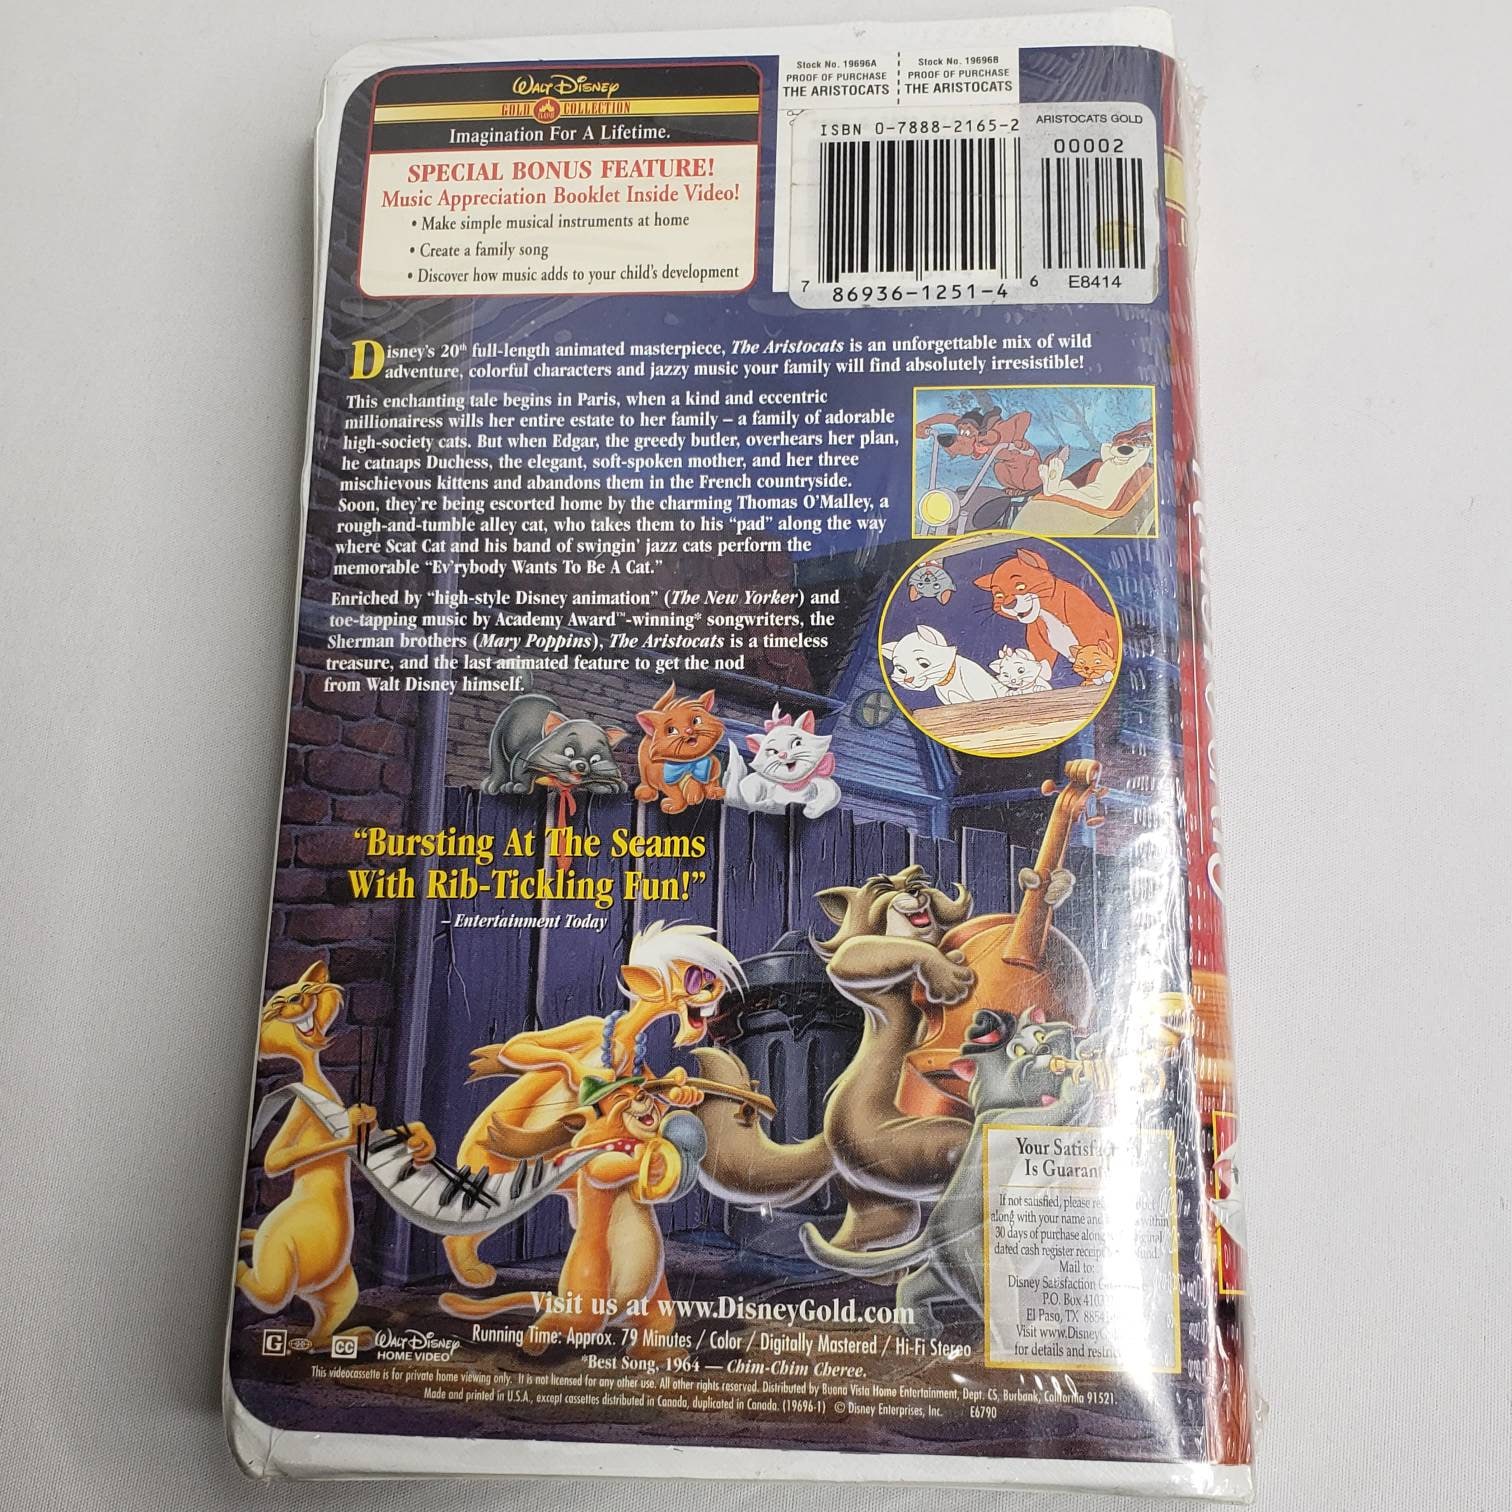 WALT DISNEY
GOLD COLLECTION
Imagination For A Lifetime.
SPECIAL BONUS FEATURE!
Music Appreciation Booklet Inside Video!
• Make simple musical instruments at home
• Create a family song
• Discover how music adds to your child's development
Stock No. 19696A
PROOF OF PURCHASE
THE ARISTOCATS
Stock No. 19696B
PROOF OF PURCHASE
THE ARISTOCATS
ISBN 0-7888-2165-2
ARISTOCATS GOLD
00002
7 86936-1251-4 6
E8414
Disney's 20th full-length animated masterpiece, The Aristocats is an unforgettable mix of wild
adventure, colorful characters and jazzy music your family will find absolutely irresistible!
This enchanting tale begins in Paris, when a kind and eccentric
millionairess wills her entire estate to her family – a family of adorable
high-society cats. But when Edgar, the greedy butler, overhears her plan,
he catnaps Duchess, the elegant, soft-spoken mother, and her three
mischievous kittens and abandons them in the French countryside.
Soon, they're being escorted home by the charming Thomas O'Malley, a
rough-and-tumble alley cat, who takes them to his "pad" along the way
where Scat Cat and his band of swingin' jazz cats perform the
memorable "Ev'rybody Wants To Be A Cat."
Enriched by "high-style Disney animation" (The New Yorker) and
toe-tapping music by Academy Award™-winning* songwriters, the
Sherman brothers (Mary Poppins), The Aristocats is a timeless
treasure, and the last animated feature to get the nod
from Walt Disney himself.
"Bursting At The Seams
With Rib-Tickling Fun!"
– Entertainment Today
Your
Is
If not satisfied, please
along with your name and within
30 days of purchase along
dated cash register receipt
Mail to:
Disney Satisfaction
P.O. Box
El Paso, TX
Visit
for details and
Visit us at www.DisneyGold.com
G
CC
WALT DISNEY
HOME VIDEO
Running Time: Approx. 79 Minutes / Color / Digitally Mastered / Hi-Fi Stereo
*Best Song, 1964 — Chim-Chim Cheree.
This videocassette is for private home viewing only. It is not licensed for any other use. All other rights reserved. Distributed by Buena Vista Home Entertainment, Dept. CS, Burbank, California 91521.
Made and printed in U.S.A., except cassettes distributed in Canada, duplicated in Canada. (19696-1) © Disney Enterprises, Inc. E6790